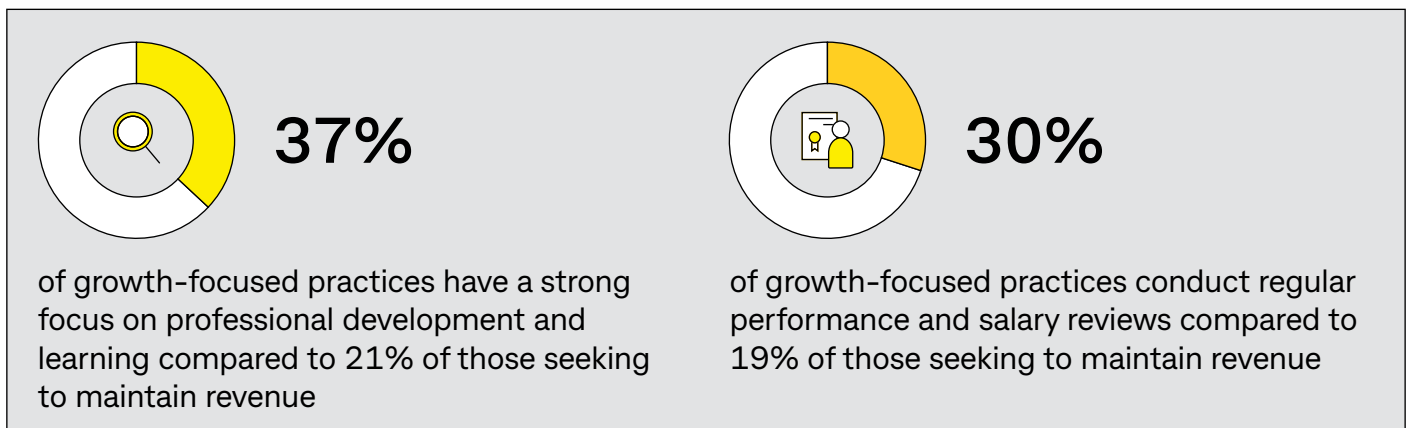 37%
of growth-focused practices have a strong
focus on professional development and
learning compared to 21% of those seeking
to maintain revenue
30%
of growth-focused practices conduct regular
performance and salary reviews compared to
19% of those seeking to maintain revenue